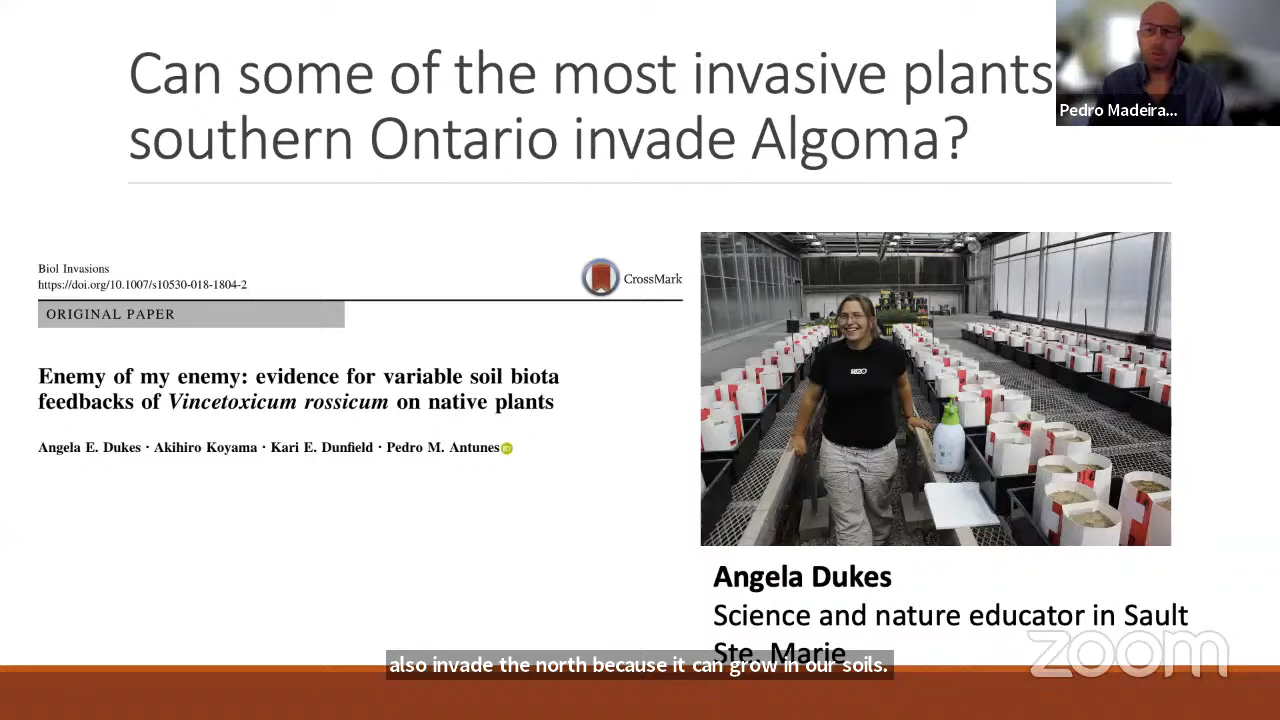 Can some of the most invasive plants
southern Ontario invade Algoma?
Pedro Madeira...
Biol Invasions
https://doi.org/10.1007/s10530-018-1804-2
CrossMark
ORIGINAL PAPER
Enemy of my enemy: evidence for variable soil biota
feedbacks of Vincetoxicum rossicum on native plants
Angela E. Dukes · Akihiro Koyama · Kari E. Dunfield · Pedro M. Antunes
Angela Dukes
Science and nature educator in Sault
Ste. Marie
zoom
also invade the north because it can grow in our soils.